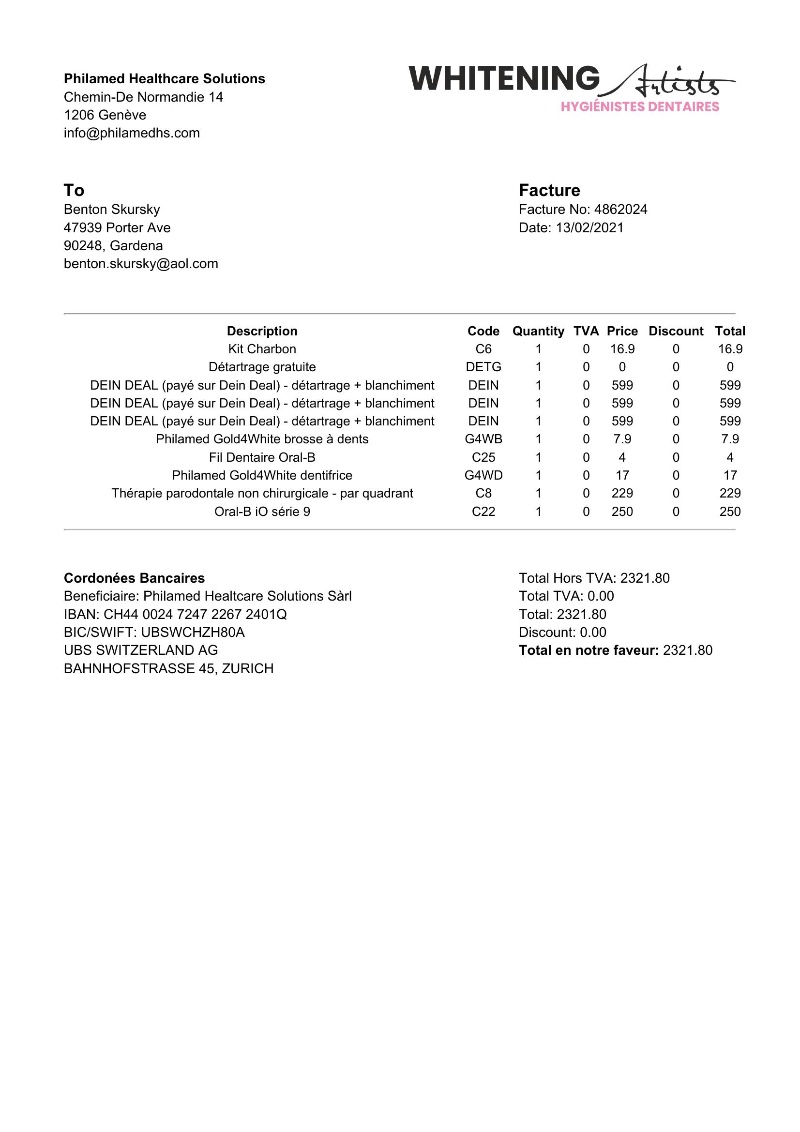 Philamed Healthcare Solutions
Chemin-De Normandie 14
1206 Genève
info@philamedhs.com
WHITENING Artists
HYGIÉNISTES DENTAIRES
To
Benton Skursky
47939 Porter Ave
90248, Gardena
benton.skursky@aol.com
Facture
Facture No: 4862024
Date: 13/02/2021
Description Code Quantity TVA Price Discount Total
Kit Charbon C6 1 0 16.9 0 16.9
Détartrage gratuite DETG 1 0 0 0 0
DEIN DEAL (payé sur Dein Deal) - détartrage + blanchiment DEIN 1 0 599 0 599
DEIN DEAL (payé sur Dein Deal) - détartrage + blanchiment DEIN 1 0 599 0 599
DEIN DEAL (payé sur Dein Deal) - détartrage + blanchiment DEIN 1 0 599 0 599
Philamed Gold4White brosse à dents G4WB 1 0 7.9 0 7.9
Fil Dentaire Oral-B C25 1 0 4 0 4
Philamed Gold4White dentifrice G4WD 1 0 17 0 17
Thérapie parodontale non chirurgicale - par quadrant C8 1 0 229 0 229
Oral-B iO série 9 C22 1 0 250 0 250
Cordonées Bancaires
Beneficiaire: Philamed Healtcare Solutions Sàrl
IBAN: CH44 0024 7247 2267 2401Q
BIC/SWIFT: UBSWCHZH80A
UBS SWITZERLAND AG
BAHNHOFSTRASSE 45, ZURICH
Total Hors TVA: 2321.80
Total TVA: 0.00
Total: 2321.80
Discount: 0.00
Total en notre faveur: 2321.80